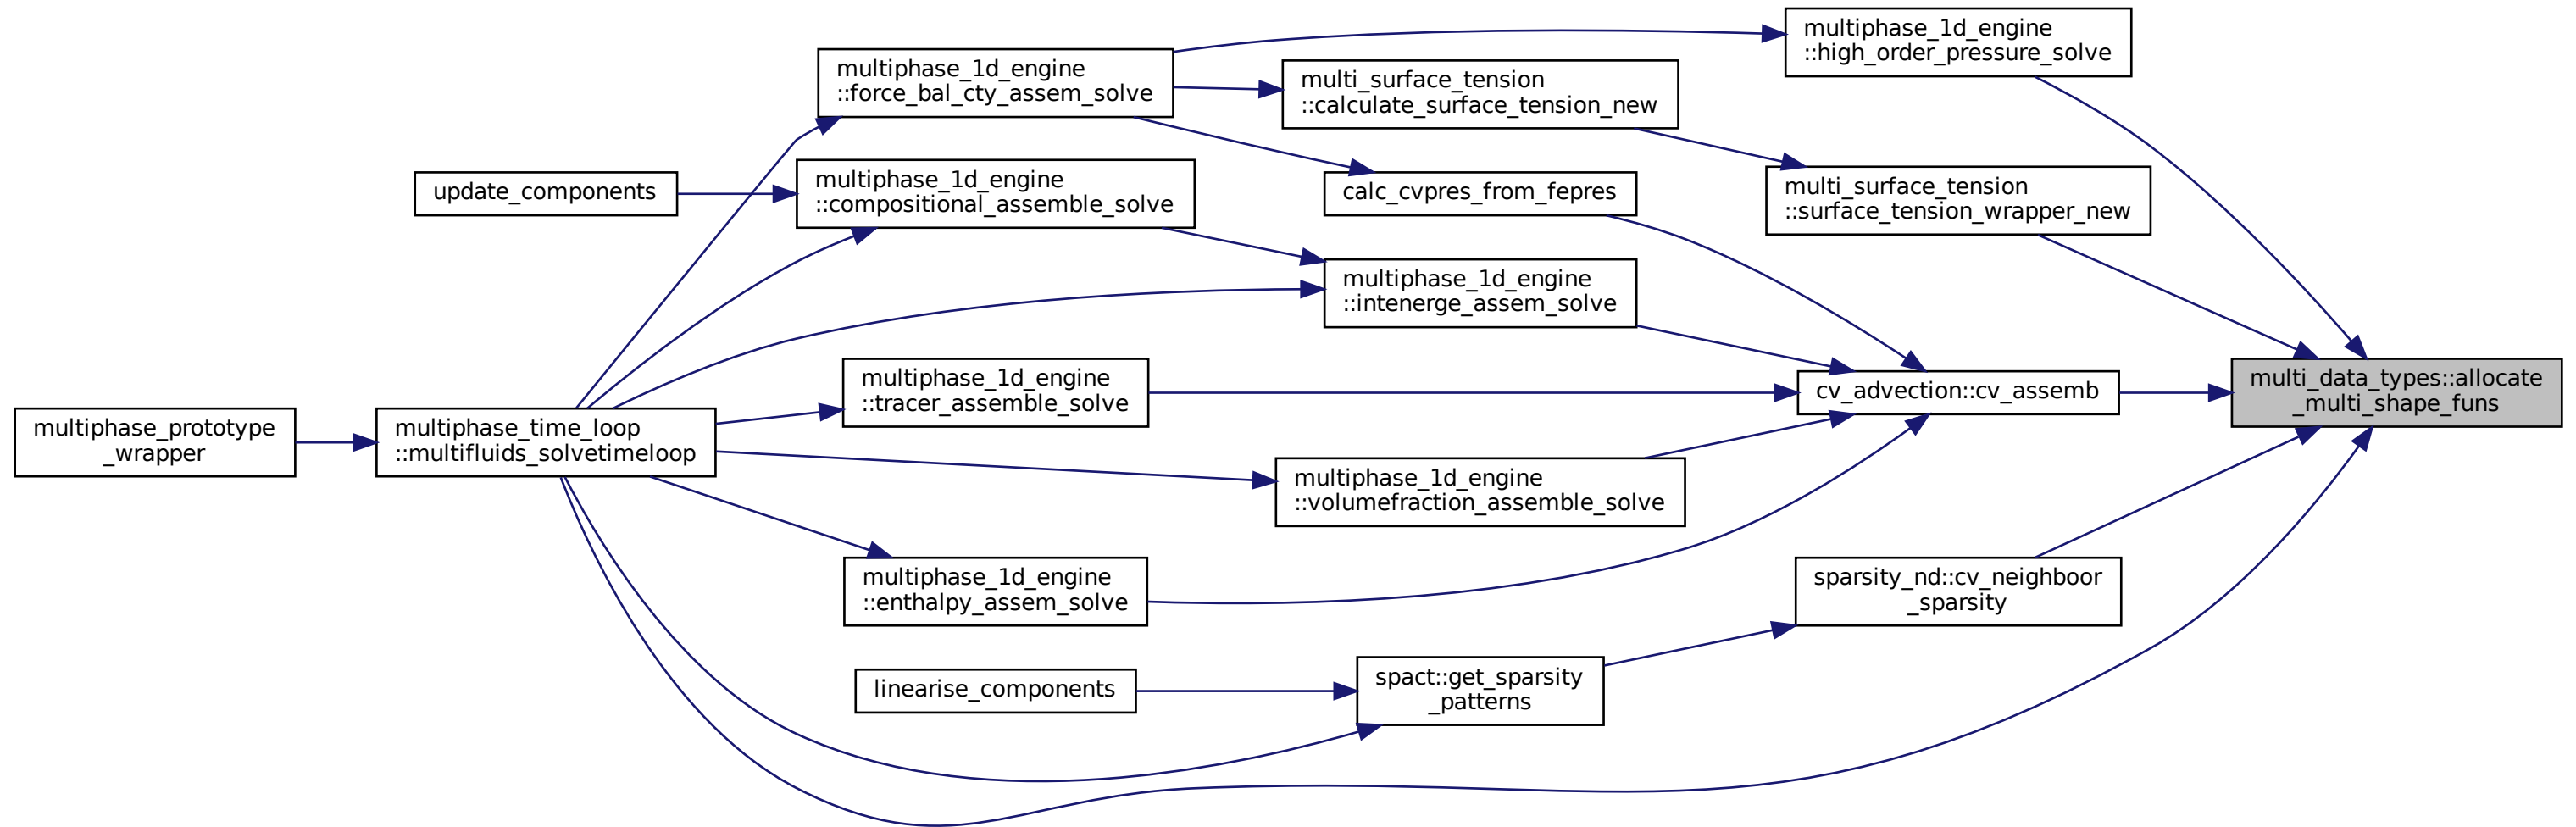 multiphase_1d_engine
::high_order_pressure_solve
multiphase_1d_engine
::force_bal_cty_assem_solve
multi_surface_tension
::calculate_surface_tension_new
update_components
multiphase_1d_engine
::compositional_assemble_solve
calc_cvpres_from_fepres
multi_surface_tension
::surface_tension_wrapper_new
multiphase_1d_engine
::intenerge_assem_solve
multiphase_1d_engine
::tracer_assemble_solve
cv_advection::cv_assemb
multi_data_types::allocate
_multi_shape_funs
multiphase_prototype
_wrapper
multiphase_time_loop
::multifluids_solvetimeloop
multiphase_1d_engine
::volumefraction_assemble_solve
multiphase_1d_engine
::enthalpy_assem_solve
sparsity_nd::cv_neighboor
_sparsity
linearise_components
spact::get_sparsity
_patterns